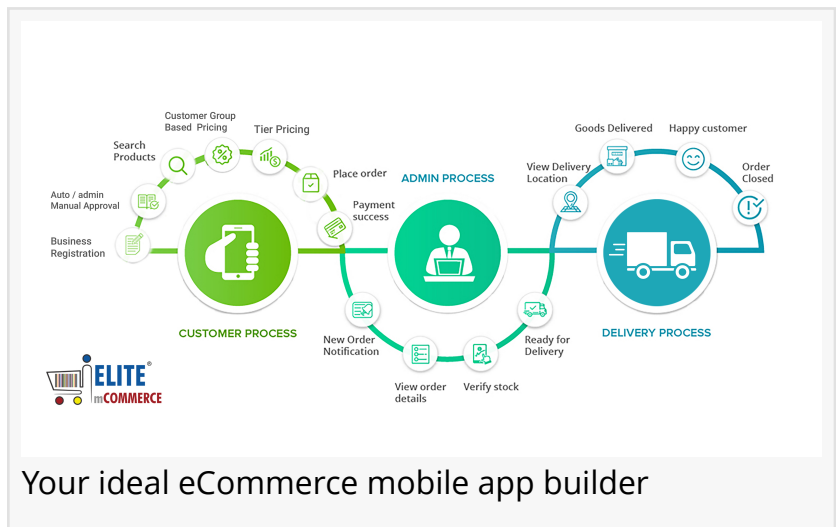 Customer Group
Based Pricing
Tier Pricing
Search
Products
Place order
Auto / admin
Manual Approval
Payment
success
Business
Registration
CUSTOMER PROCESS
ADMIN PROCESS
New Order
Notification
View order
details
Verify stock
Ready for
Delivery
Goods Delivered
Happy customer
View Delivery
Location
Order
Closed
DELIVERY PROCESS
ELITE®
mCOMMERCE
Your ideal eCommerce mobile app builder